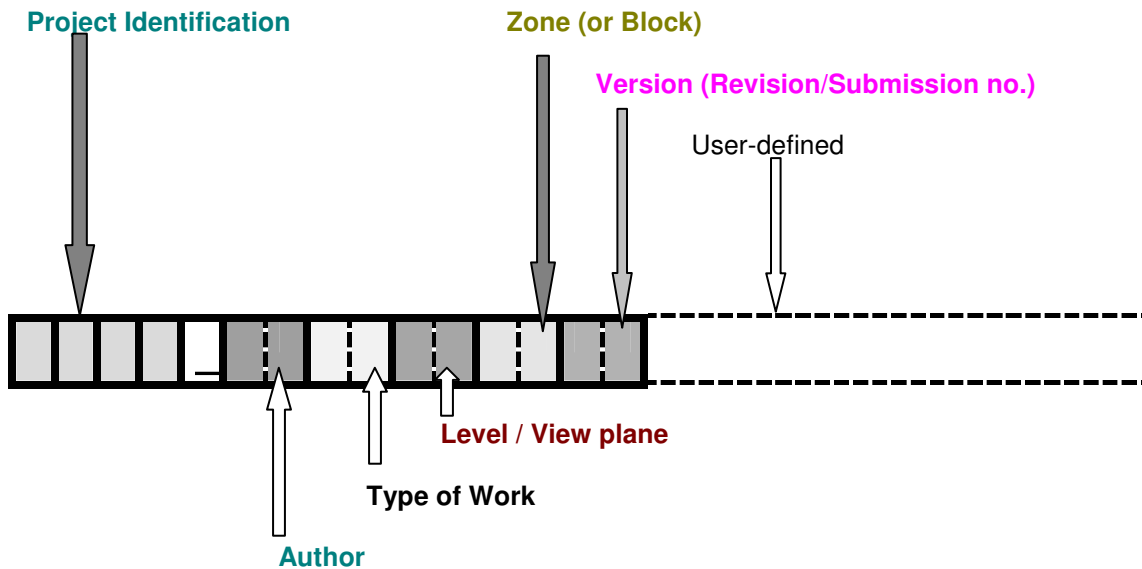 Project Identification
Zone (or Block)
Version (Revision/Submission no.)
User-defined
_
Level / View plane
Type of Work
Author